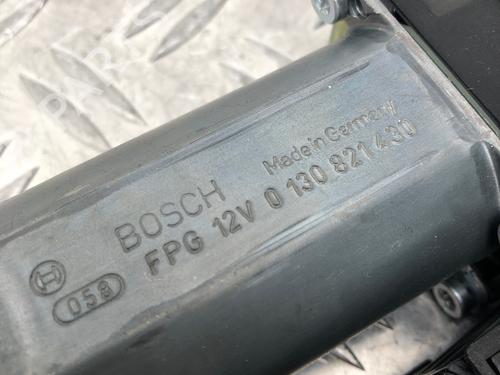 BOSCH
Made in Germany
FPG 12V 0 130 821 430
058